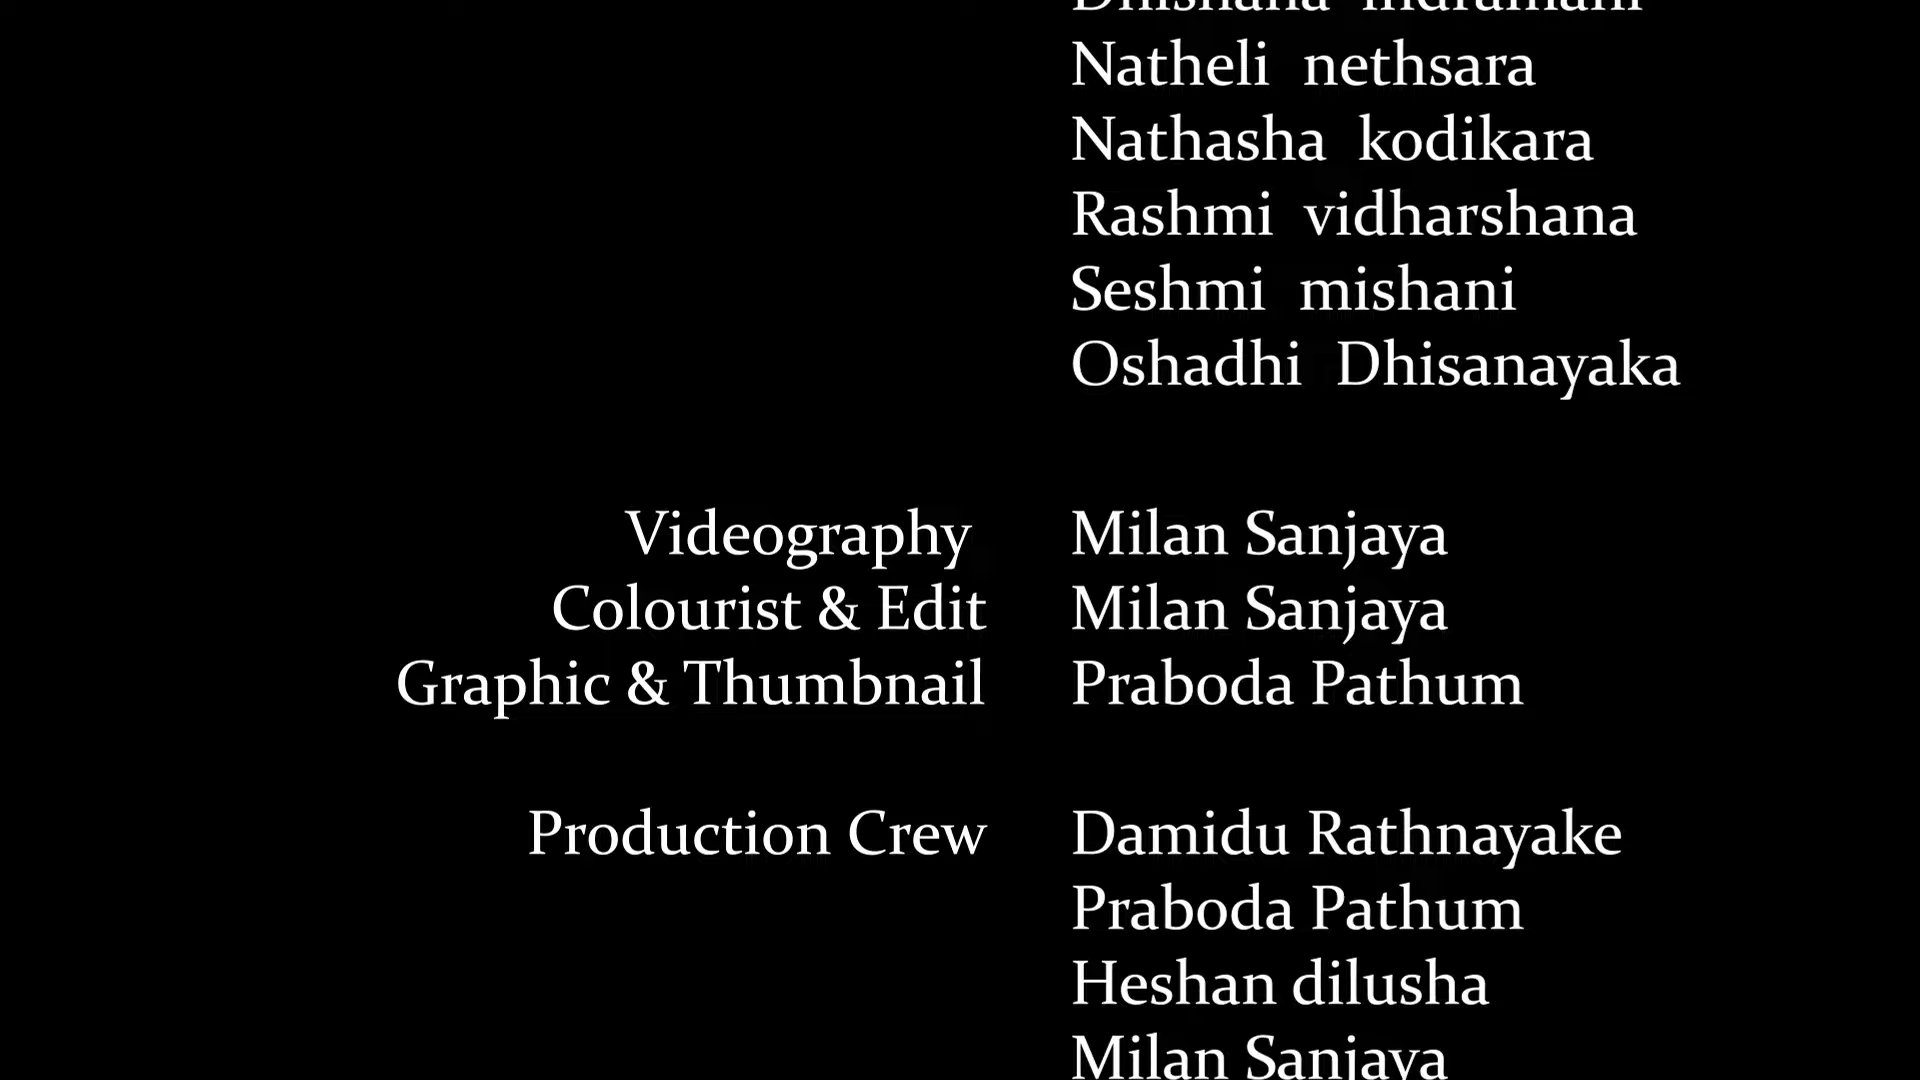 Natheli nethsara
Nathasha kodikara
Rashmi vidharshana
Seshmi mishani
Oshadhi Dhisanayaka
Videography Milan Sanjaya
Colourist & Edit Milan Sanjaya
Graphic & Thumbnail Praboda Pathum
Production Crew Damidu Rathnayake
Praboda Pathum
Heshan dilusha
Milan Sanjaya